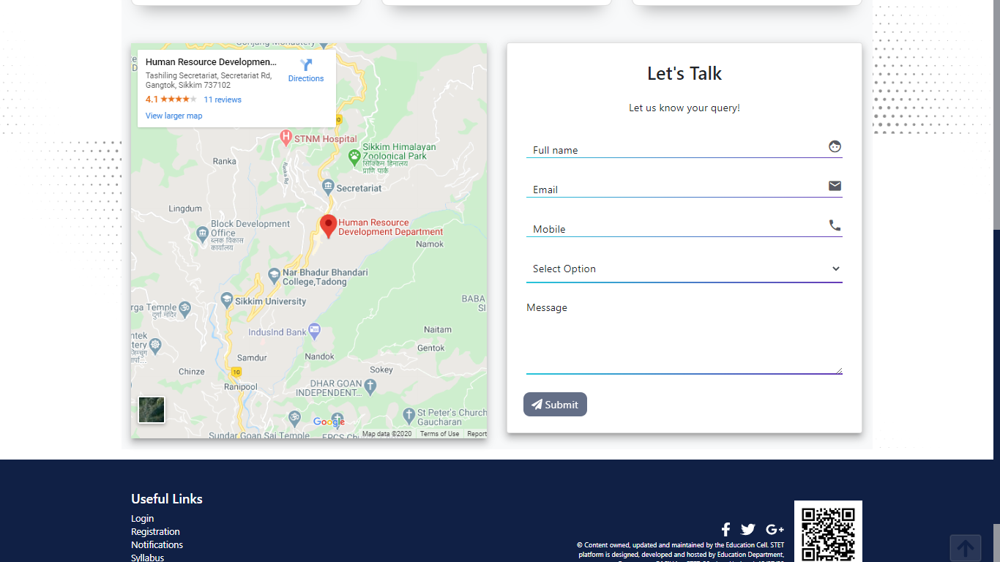 Human Resource Developmen...
Tashiling Secretariat, Secretariat Rd,
Gangtok, Sikkim 737102
4.1
11 reviews
View larger map
Directions
STNM Hospital
Sikkim Himalayan
Zoological Park
सिक्किम हिमालय
प्राणि पार्क
Ranka
Ranka Rd
Secretariat
Lingdum
Block Development
Office
ब्लक विकास
कार्यालय
Human Resource
Development Department
Namok
Nar Bhadur Bhandari
College,Tadong
Sikkim University
BABA
SI
rga Temple
दुर्गा मंदिर
IndusInd Bank
Naitam
Gentok
Samdur
Nandok
Chinze
10
Sokey
Ranipool
DHAR GOAN
INDEPENDENT...
St Peter's Church
Gaucharan
Google
Sundar Goan Sai Temple
Map data ©2020
Terms of Use
Report
Let's Talk
Let us know your query!
Full name
Email
Mobile
Select Option
Message
Submit
Useful Links
Login
Registration
Notifications
Syllabus
© Content owned, updated and maintained by the Education Cell. STET
platform is designed, developed and hosted by Education Department,